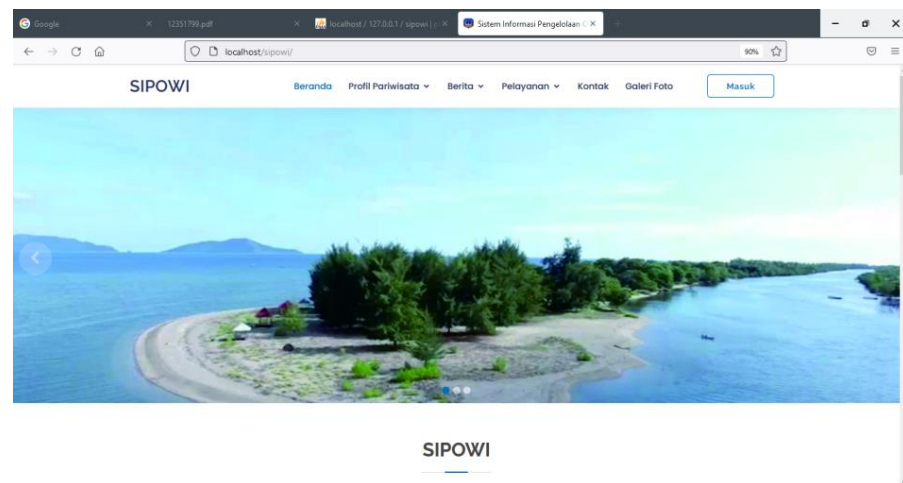 Google 12351799.pdf localhost / 127.0.0.1 / sipowi | Sistem Informasi Pengelolaan
localhost/sipowi/ 90%
SIPOWI Beranda Profil Pariwisata Berita Pelayanan Kontak Galeri Foto Masuk
SIPOWI